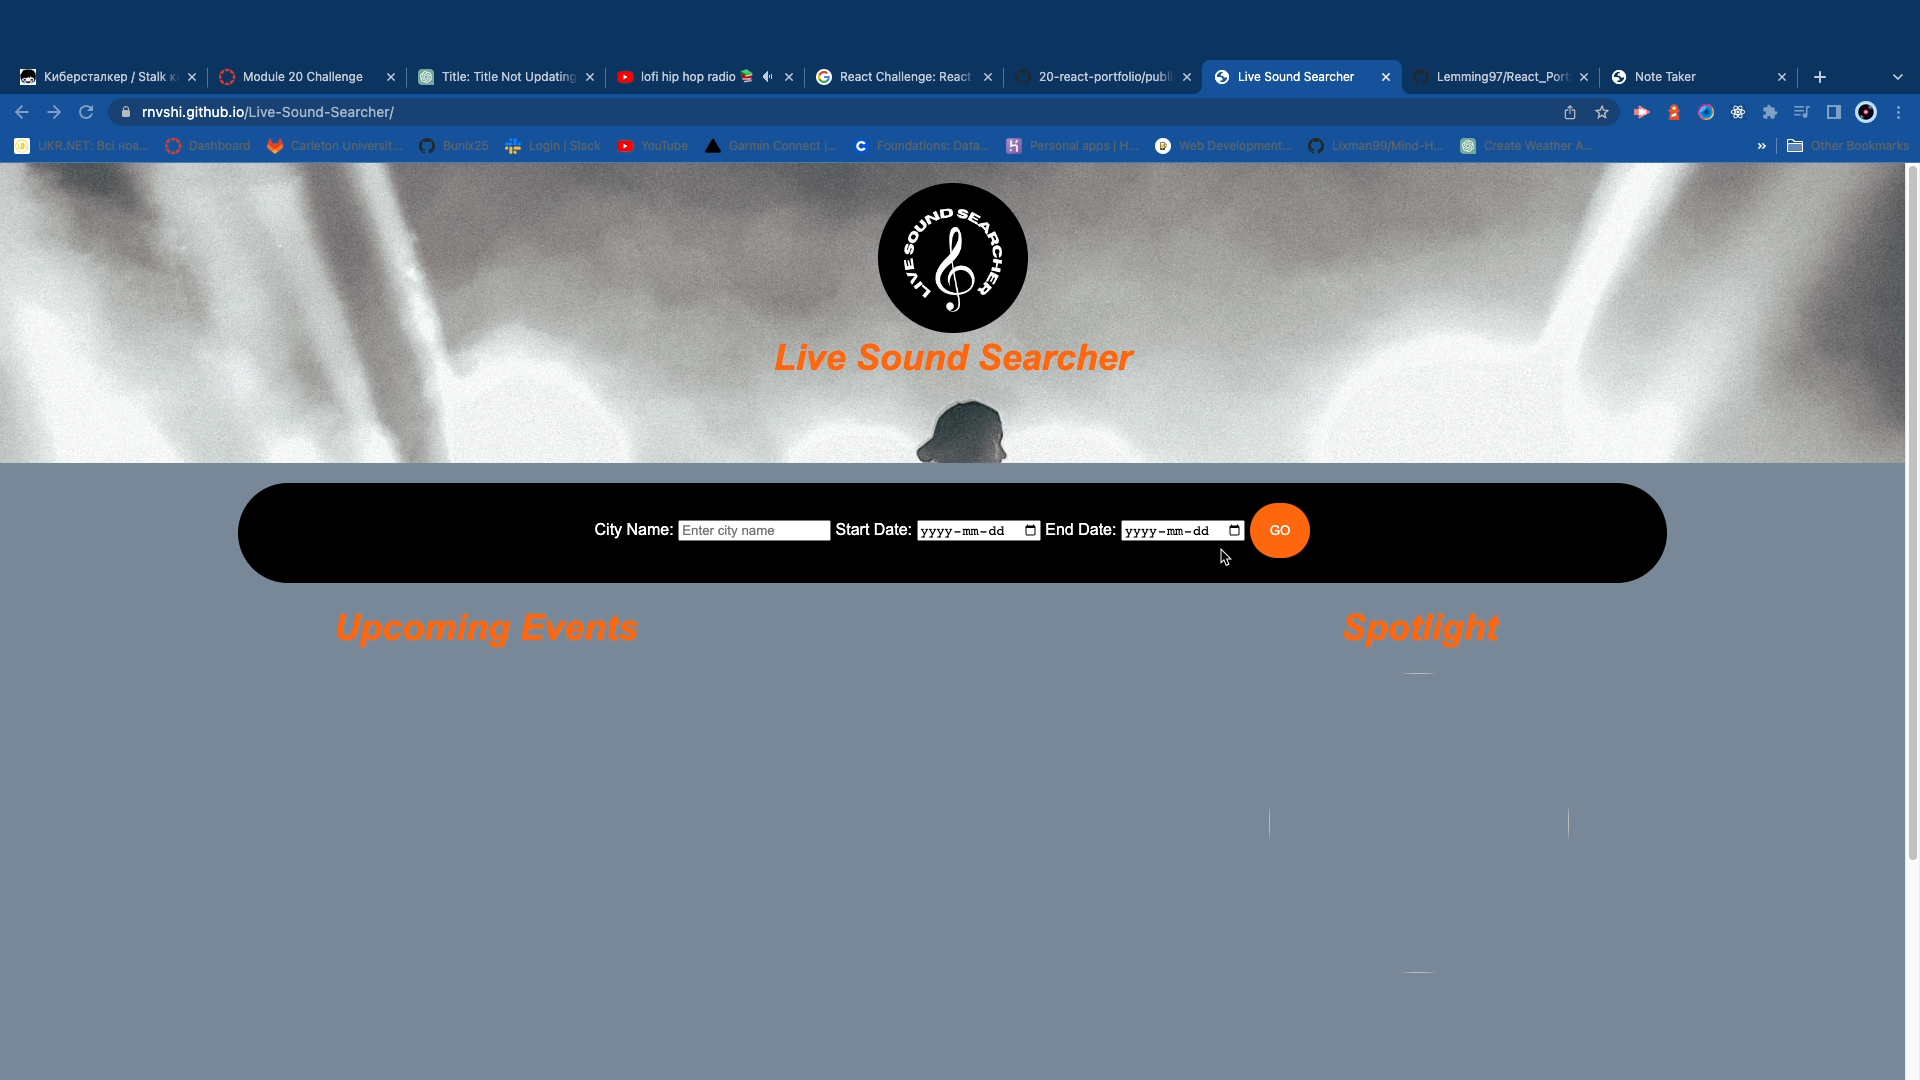 Киберсталкер / Stalk к
Module 20 Challenge
Title: Title Not Updating
lofi hip hop radio
React Challenge: React
20-react-portfolio/publi
Live Sound Searcher
Lemming97/React_Port
Note Taker
rnvshi.github.io/Live-Sound-Searcher/
UKR.NET: Всі нов...
Dashboard
Carleton Universit...
Bunix25
Login | Slack
YouTube
Garmin Connect |...
Foundations: Data...
Personal apps | H...
Web Development...
Lixman99/Mind-H...
Create Weather A...
»
Other Bookmarks
LIVE SOUND SEARCHER
Live Sound Searcher
City Name: Enter city name Start Date: yyyy-mm-dd End Date: yyyy-mm-dd GO
Upcoming Events
Spotlight